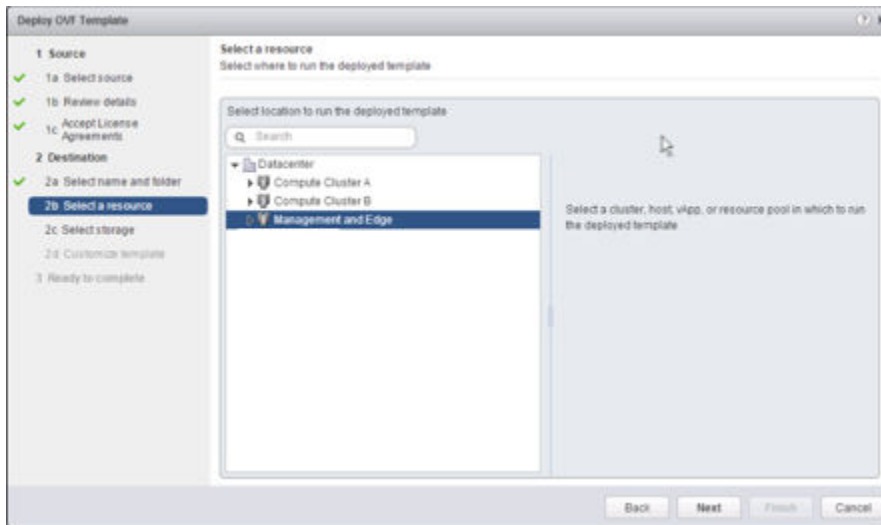 Deploy OVF Template
1 Source
1a Select source
1b Review details
1c Accept License
Agreements
2 Destination
2a Select name and folder
2b Select a resource
2c Select storage
2d Customize template
3 Ready to complete
Select a resource
Select where to run the deployed template
Select location to run the deployed template
Search
Datacenter
Compute Cluster A
Compute Cluster B
Management and Edge
Select a cluster, host, vApp, or resource pool in which to run
the deployed template
Back Next Finish Cancel